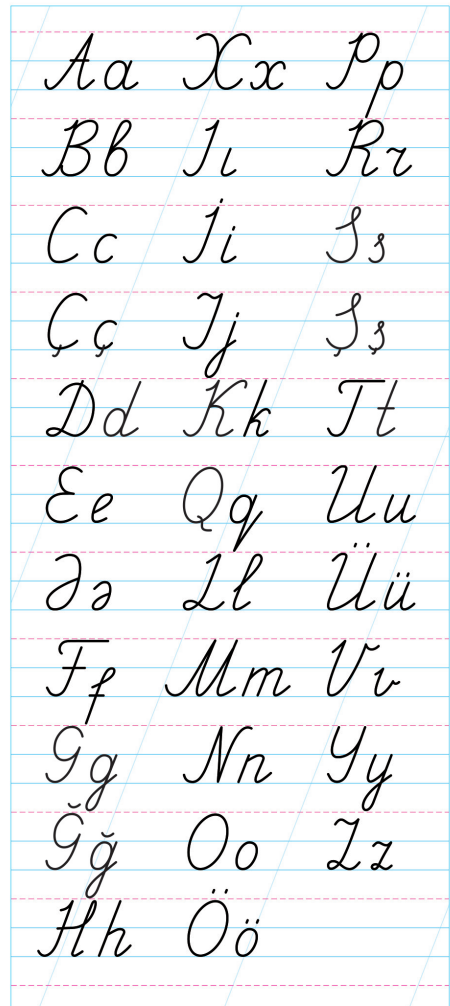 Aa Xx Pp
Bb Iı Rr
Cc İi Ss
Çç Jj Şş
Dd Kk Tt
Ee Qq Uu
Əə Ll Üü
Ff Mm Vv
Gg Nn Yy
Ğğ Oo Zz
Hh Öö